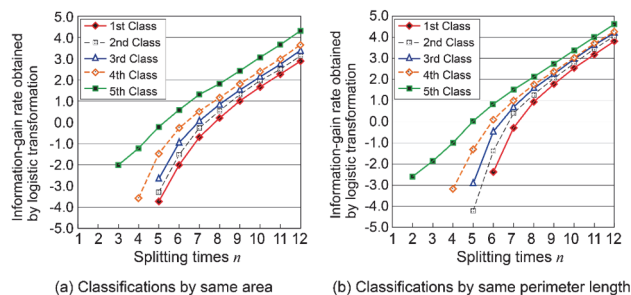 Information-gain rate obtained
by logistic transformation
5.0
4.0
3.0
2.0
1.0
0.0
-1.0
-2.0
-3.0
-4.0
5.0
1st Class
2nd Class
3rd Class
4th Class
5th Class
1 2 3 4 5 6 7 8 9 10 11 12
Splitting times n
(a) Classifications by same area
Information-gain rate obtained
by logistic transformation
5.0
4.0
3.0
2.0
1.0
0.0
-1.0
-2.0
-3.0
-4.0
-5.0
1st Class
2nd Class
3rd Class
4th Class
5th Class
1 2 3 4 5 6 7 8 9 10 11 12
Splitting times n
(b) Classifications by same perimeter length